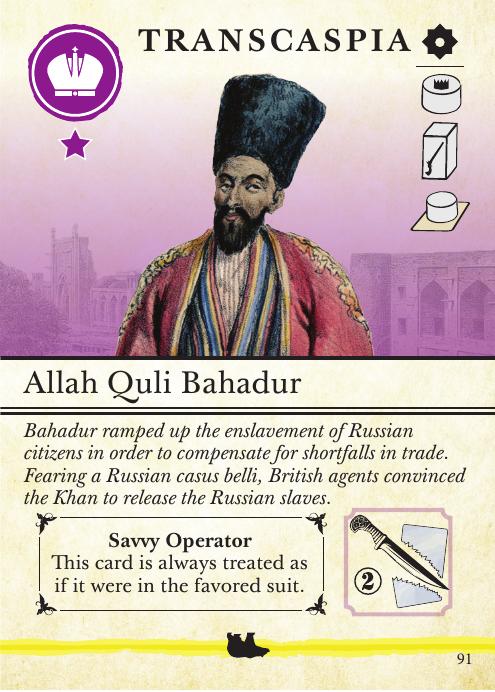 TRANSCASPIA
Allah Quli Bahadur
Bahadur ramped up the enslavement of Russian
citizens in order to compensate for shortfalls in trade.
Fearing a Russian casus belli, British agents convinced
the Khan to release the Russian slaves.
Savvy Operator
This card is always treated as
if it were in the favored suit.
2
91